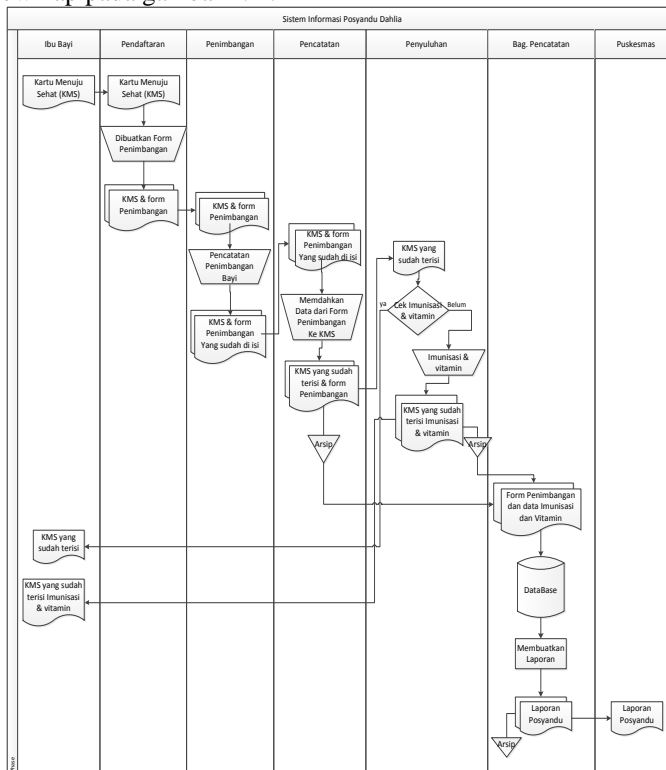 Sistem Informasi Posyandu Dahlia
Ibu Bayi
Pendaftaran
Penimbangan
Pencatatan
Penyuluhan
Bag. Pencatatan
Puskesmas
Kartu Menuju
Sehat (KMS)
Kartu Menuju
Sehat (KMS)
Dibuatkan Form
Penimbangan
KMS & form
Penimbangan
KMS & form
Penimbangan
Pencatatan
Penimbangan
Bayi
KMS & form
Penimbangan
Yang sudah di isi
KMS & form
Penimbangan
Yang sudah di isi
Memdahkan
Data dari Form
Penimbangan
Ke KMS
KMS yang sudah
terisi & form
Penimbangan
Arsip
KMS yang
sudah terisi
ya
Cek Imunisasi
& vitamin
Belum
Imunisasi &
vitamin
KMS yang sudah
terisi Imunisasi
& vitamin
Arsip
Form Penimbangan
dan data Imunisasi
dan Vitamin
KMS yang
sudah terisi
KMS yang sudah
terisi Imunisasi
& vitamin
DataBase
Membuatkan
Laporan
Laporan
Posyandu
Arsip
Laporan
Posyandu